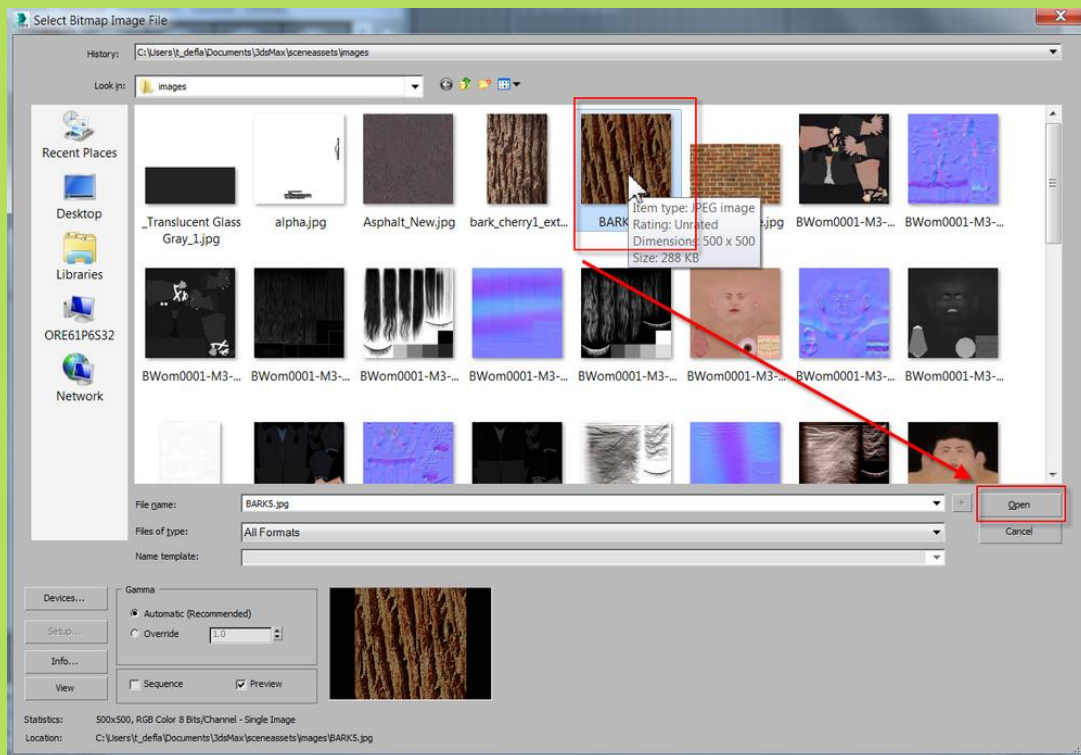 Select Bitmap Image File
History: C:\Users\t_defla\Documents\3dsMax\sceneassets\images
Look in: images
Recent Places
Desktop
Libraries
ORE61P6S32
Network
_Translucent Glass
Gray_1.jpg
alpha.jpg
Asphalt_New.jpg
bark_cherry1_ext...
BARK
.jpg
BWom0001-M3-...
BWom0001-M3-...
Item type: JPEG image
Rating: Unrated
Dimensions: 500 x 500
Size: 288 KB
BWom0001-M3-...
BWom0001-M3-...
BWom0001-M3-...
BWom0001-M3-...
BWom0001-M3-...
BWom0001-M3-...
BWom0001-M3-...
BWom0001-M3-...
File name: BARK5.jpg
Open
Files of type: All Formats
Cancel
Name template:
Devices...
Setup...
Info...
View
Gamma
Automatic (Recommended)
Override 1.0
Sequence
Preview
Statistics: 500x500, RGB Color 8 Bits/Channel - Single Image
Location: C:\Users\t_defla\Documents\3dsMax\sceneassets\images\BARK5.jpg